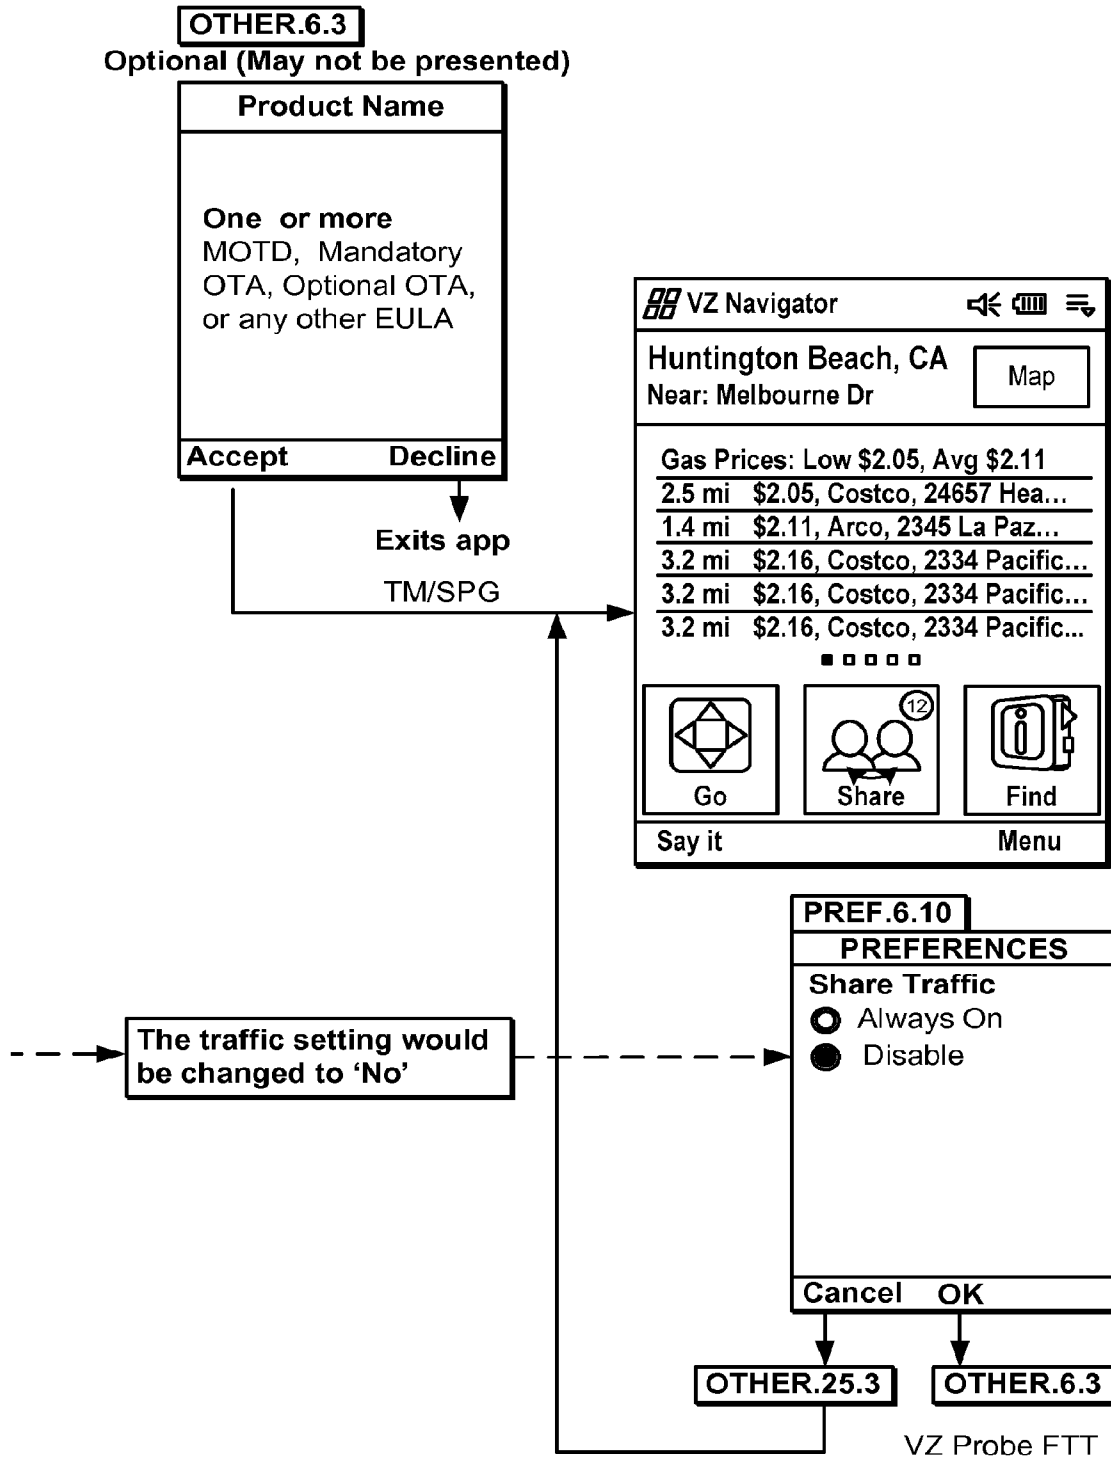 OTHER.6.3
Optional (May not be presented)
Product Name
One or more
MOTD, Mandatory
OTA, Optional OTA,
or any other EULA
Accept Decline
Exits app
TM/SPG
VZ Navigator
Huntington Beach, CA
Near: Melbourne Dr
Map
Gas Prices: Low $2.05, Avg $2.11
2.5 mi $2.05, Costco, 24657 Hea...
1.4 mi $2.11, Arco, 2345 La Paz...
3.2 mi $2.16, Costco, 2334 Pacific...
3.2 mi $2.16, Costco, 2334 Pacific...
3.2 mi $2.16, Costco, 2334 Pacific...
12
Go Share Find
Say it Menu
PREF.6.10
PREFERENCES
Share Traffic
Always On
Disable
The traffic setting would
be changed to ‘No’
Cancel OK
OTHER.25.3 OTHER.6.3
VZ Probe FTT